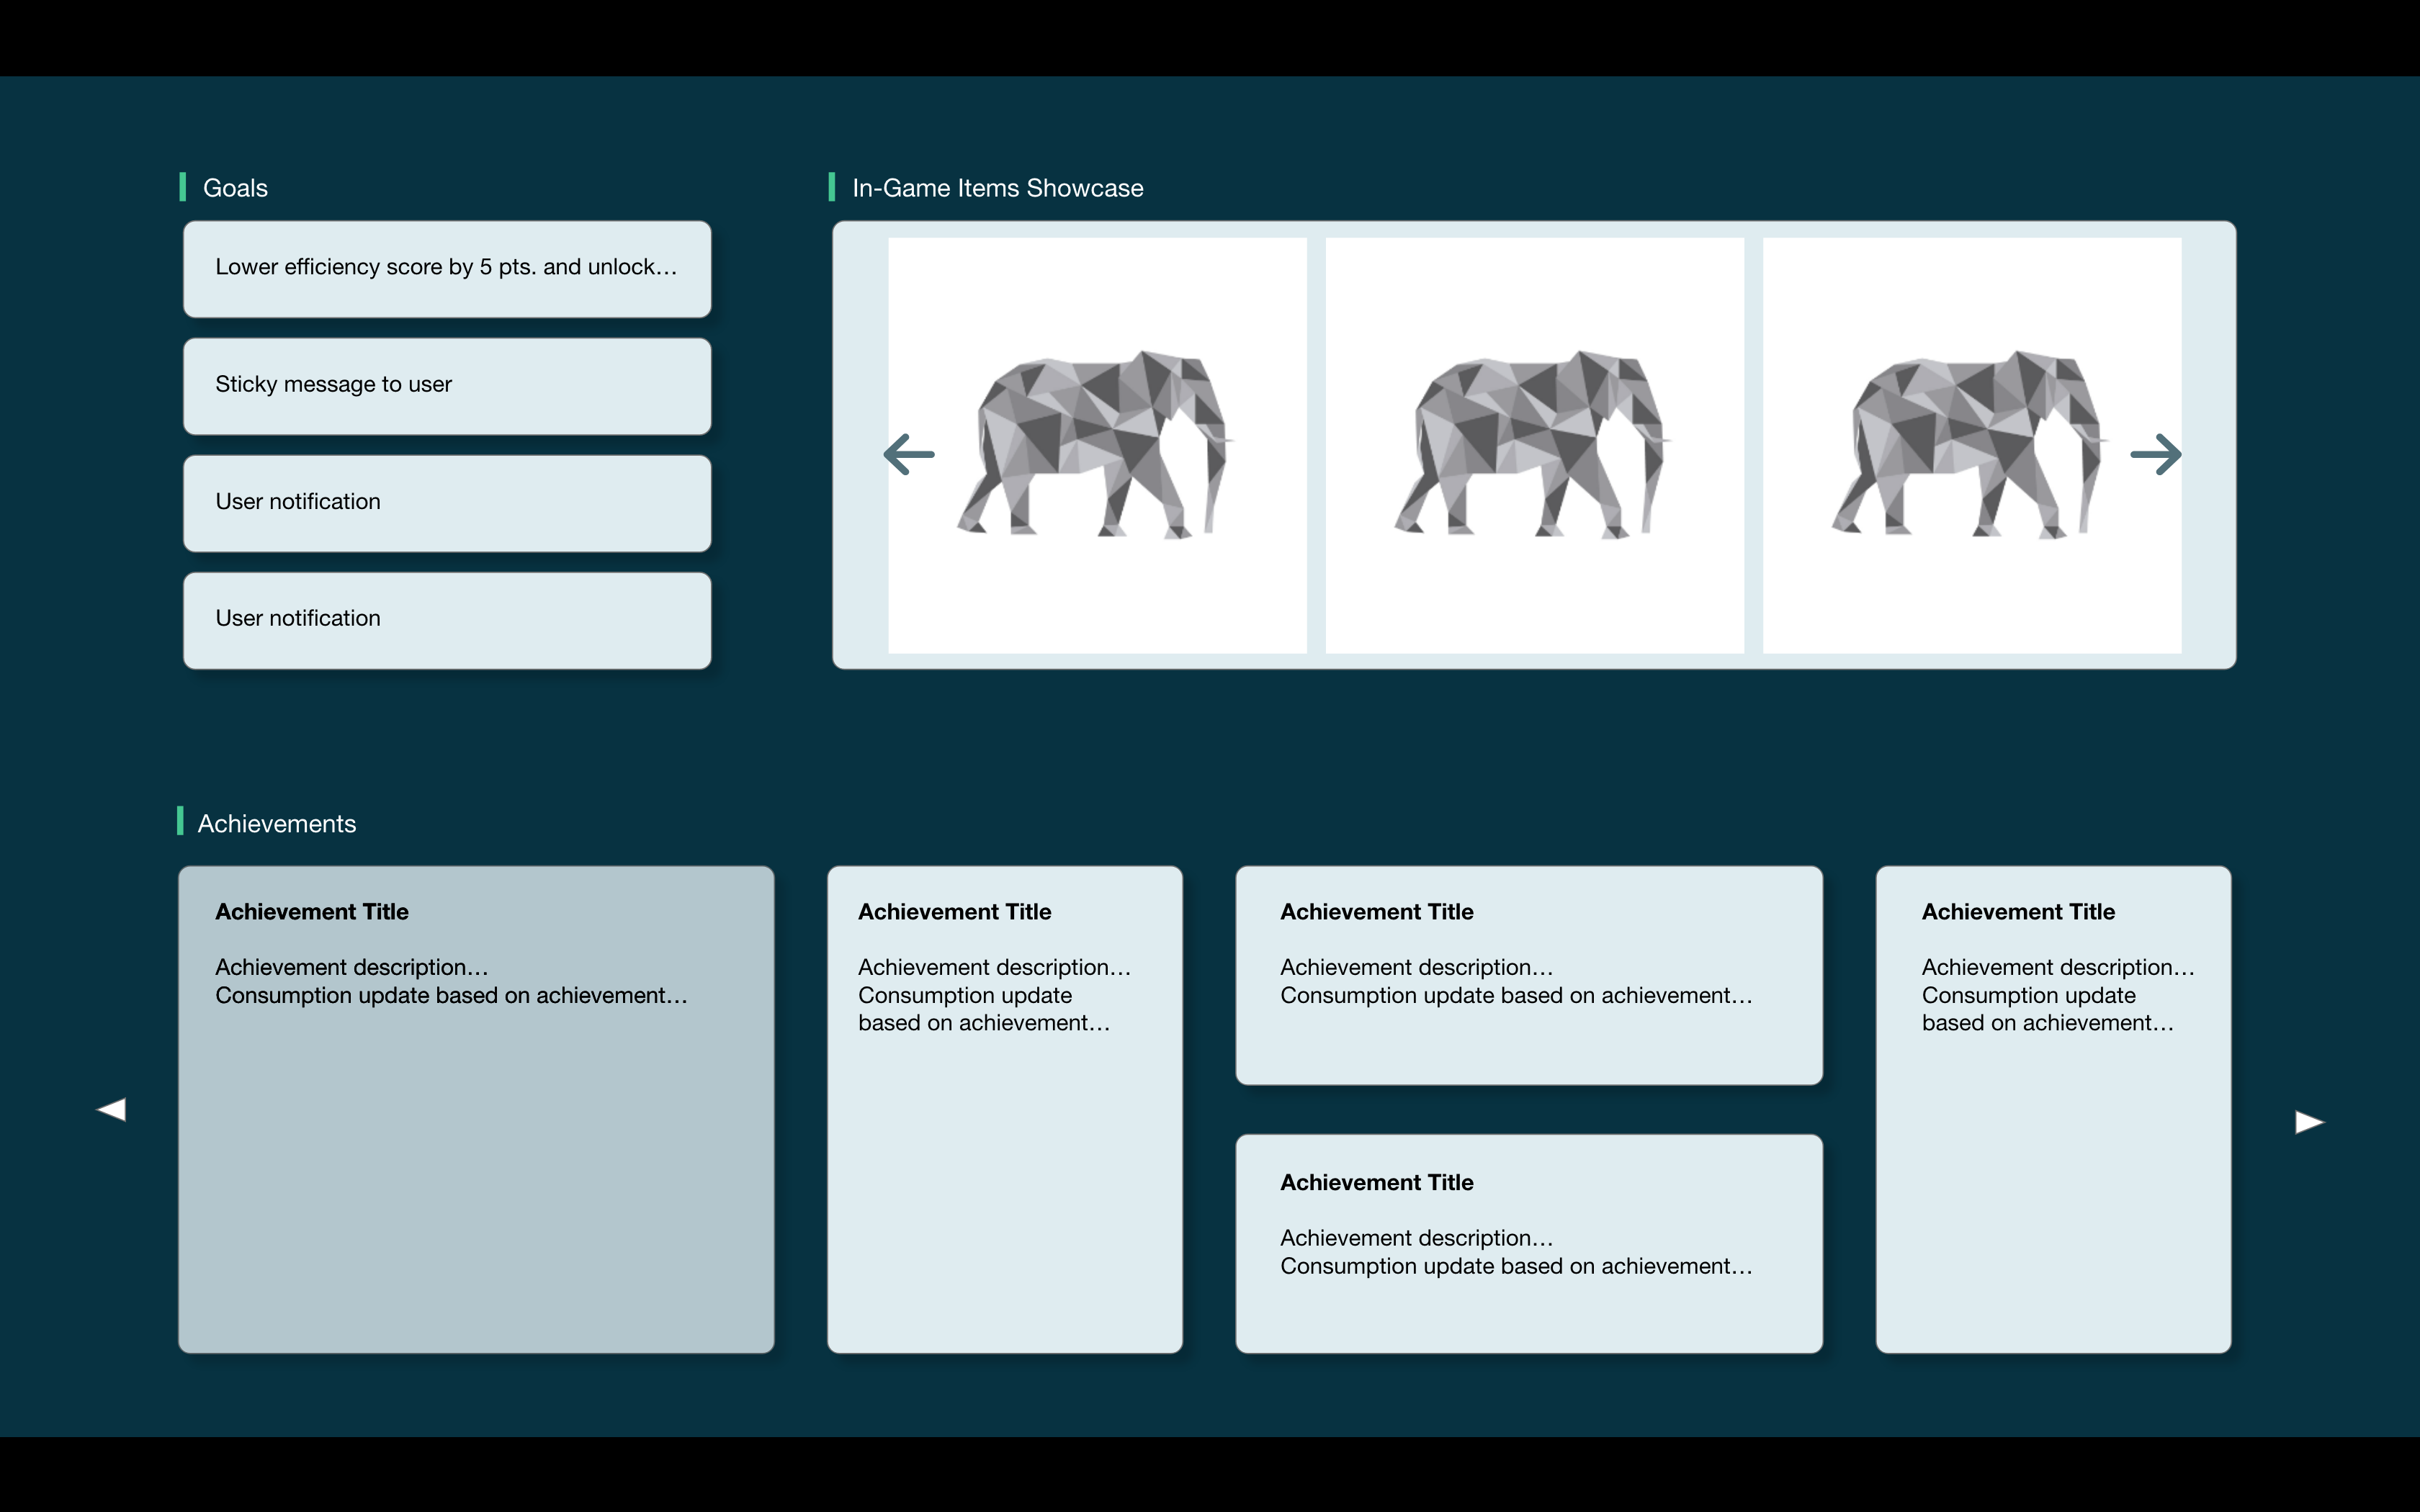 Goals
Lower efficiency score by 5 pts. and unlock…
Sticky message to user
User notification
User notification
In-Game Items Showcase
Achievements
Achievement Title
Achievement description…
Consumption update based on achievement…
Achievement Title
Achievement description…
Consumption update
based on achievement…
Achievement Title
Achievement description…
Consumption update based on achievement…
Achievement Title
Achievement description…
Consumption update based on achievement…
Achievement Title
Achievement description…
Consumption update
based on achievement…